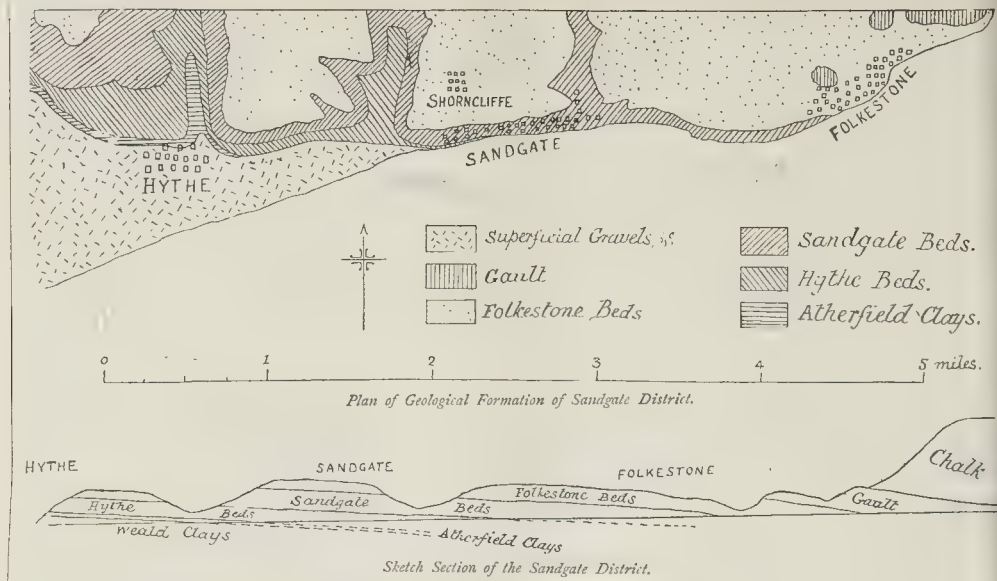 SHORNCLIFFE
FOLKESTONE
SANDGATE
HYTHE
Superficial Gravels, &c.
Gault
Folkestone Beds
Sandgate Beds.
Hythe Beds.
Atherfield Clays.
0 1 2 3 4 5 miles.
Plan of Geological Formation of Sandgate District.
HYTHE SANDGATE FOLKESTONE
Chalk
Hythe Sandgate Folkestone Beds Gault
Beds Beds
Weald Clays Atherfield Clays
Sketch Section of the Sandgate District.